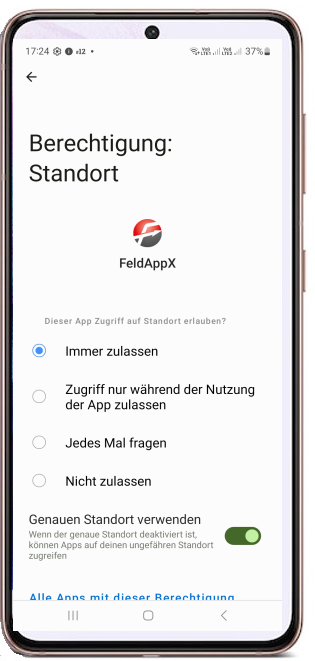 17:24 37%
Berechtigung:
Standort
FeldAppX
Dieser App Zugriff auf Standort erlauben?
Immer zulassen
Zugriff nur während der Nutzung
der App zulassen
Jedes Mal fragen
Nicht zulassen
Genauen Standort verwenden
Wenn der genaue Standort deaktiviert ist,
können Apps auf deinen ungefähren Standort
zugreifen
Alle Apps mit dieser Berechtigung